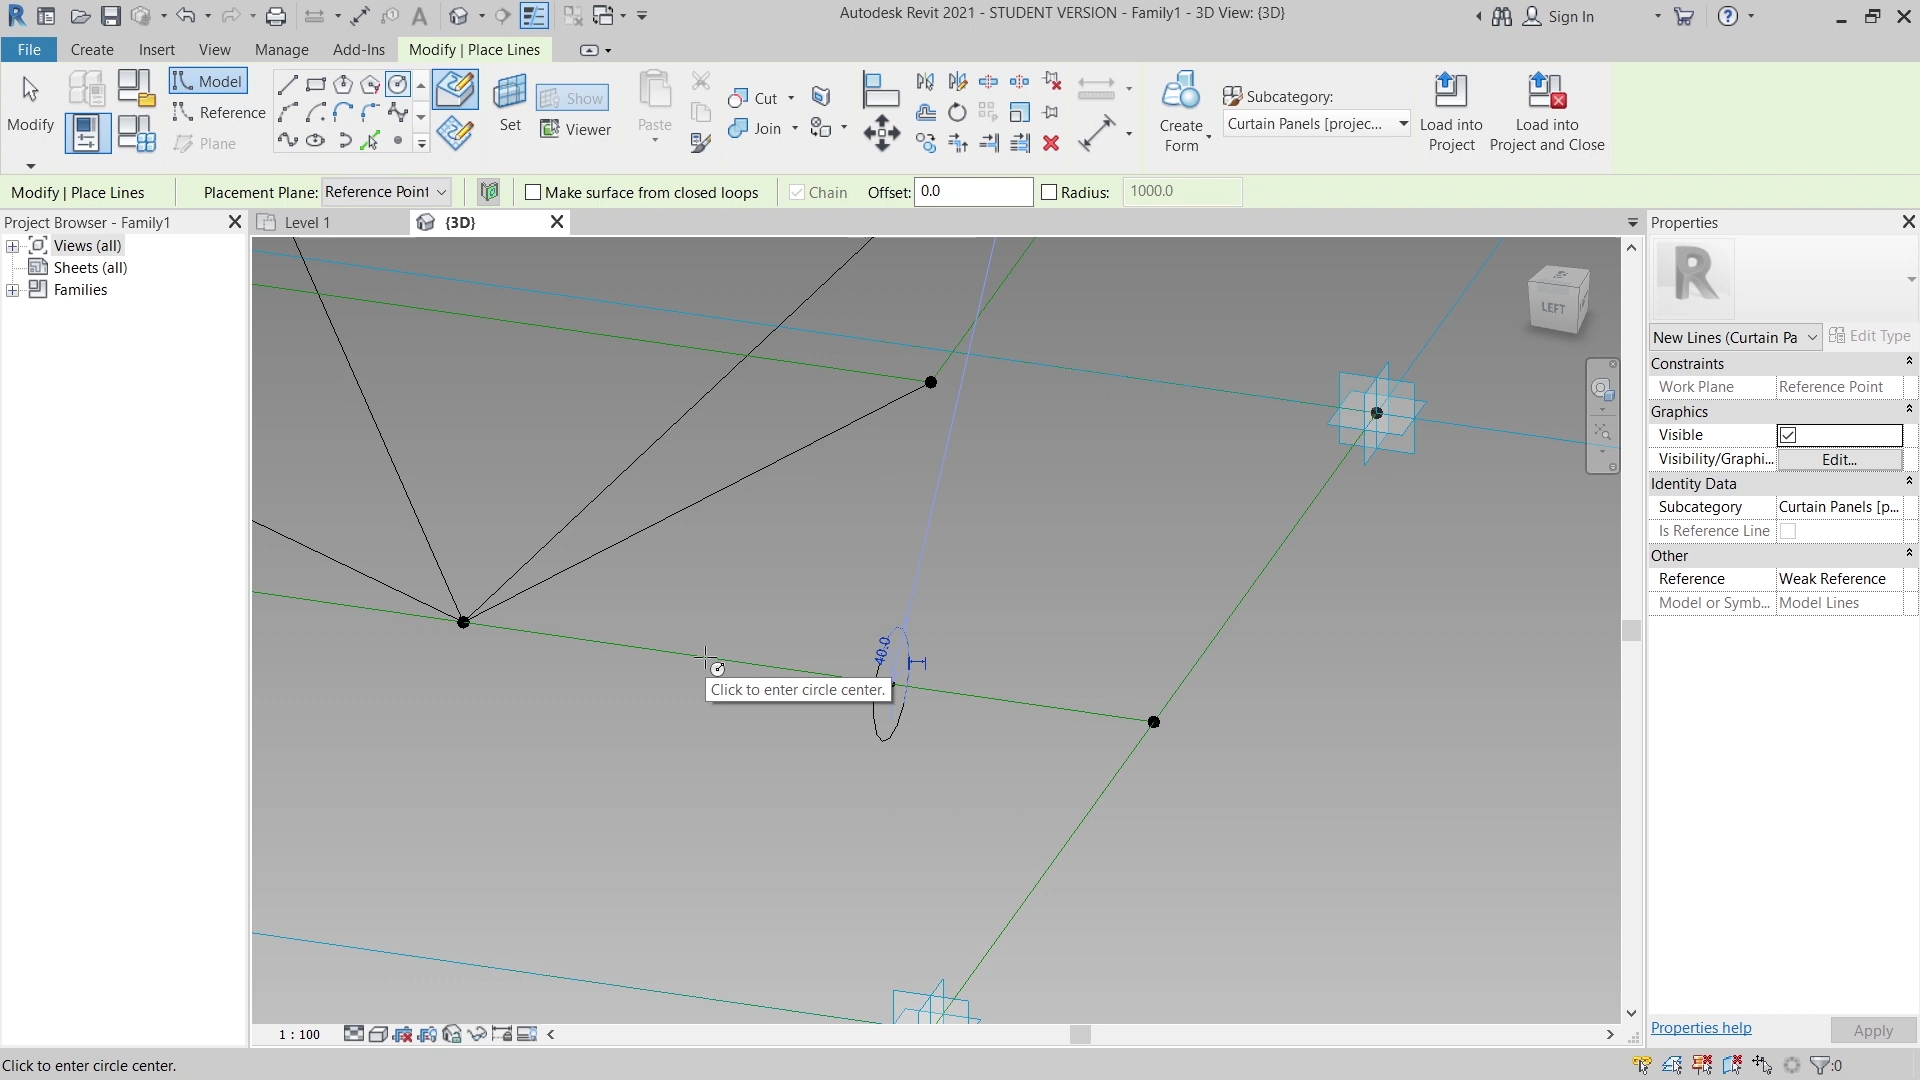 Autodesk Revit 2021 - STUDENT VERSION - Family1 - 3D View: {3D}
Sign In
File Create Insert View Manage Add-Ins Modify | Place Lines
Modify
Model
Reference
Plane
Set
Show
Viewer
Paste
Cut
Join
Create
Form
Subcategory:
Curtain Panels [projec...
Load into
Project
Load into
Project and Close
Modify | Place Lines Placement Plane: Reference Point Make surface from closed loops Chain Offset: 0.0 Radius: 1000.0
Project Browser - Family1
Views (all)
Sheets (all)
Families
Level 1
{3D}
LEFT
40.0
Click to enter circle center.
1 : 100
Properties
R
New Lines (Curtain Pa
Edit Type
Constraints
Work Plane Reference Point
Graphics
Visible
Visibility/Graphi... Edit...
Identity Data
Subcategory Curtain Panels [p...
Is Reference Line
Other
Reference Weak Reference
Model or Symb... Model Lines
Properties help
Apply
Click to enter circle center.
:0